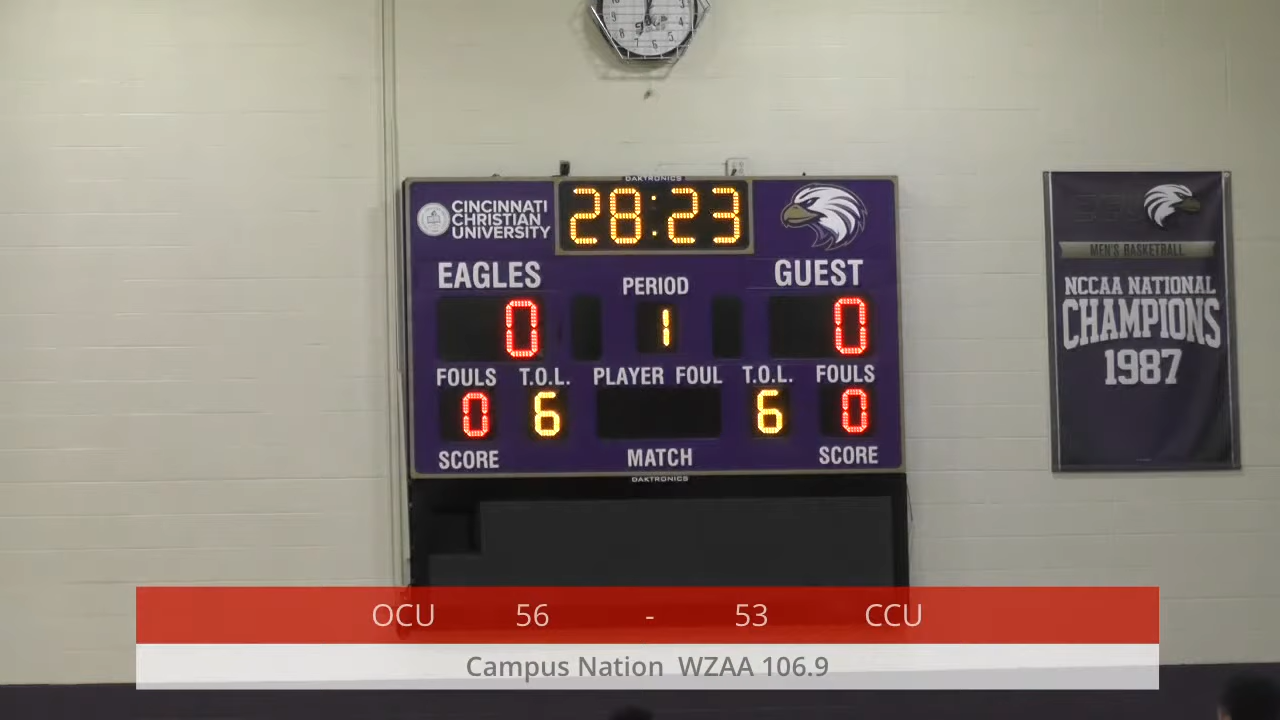 DAKTRONICS
CINCINNATI
CHRISTIAN
UNIVERSITY
28:23
EAGLES
PERIOD
GUEST
0
1
0
FOULS T.O.L. PLAYER FOUL T.O.L. FOULS
0 6 6 0
SCORE MATCH SCORE
DAKTRONICS
MEN'S BASKETBALL
NCCAA NATIONAL
CHAMPIONS
1987
OCU 56 - 53 CCU
Campus Nation WZAA 106.9